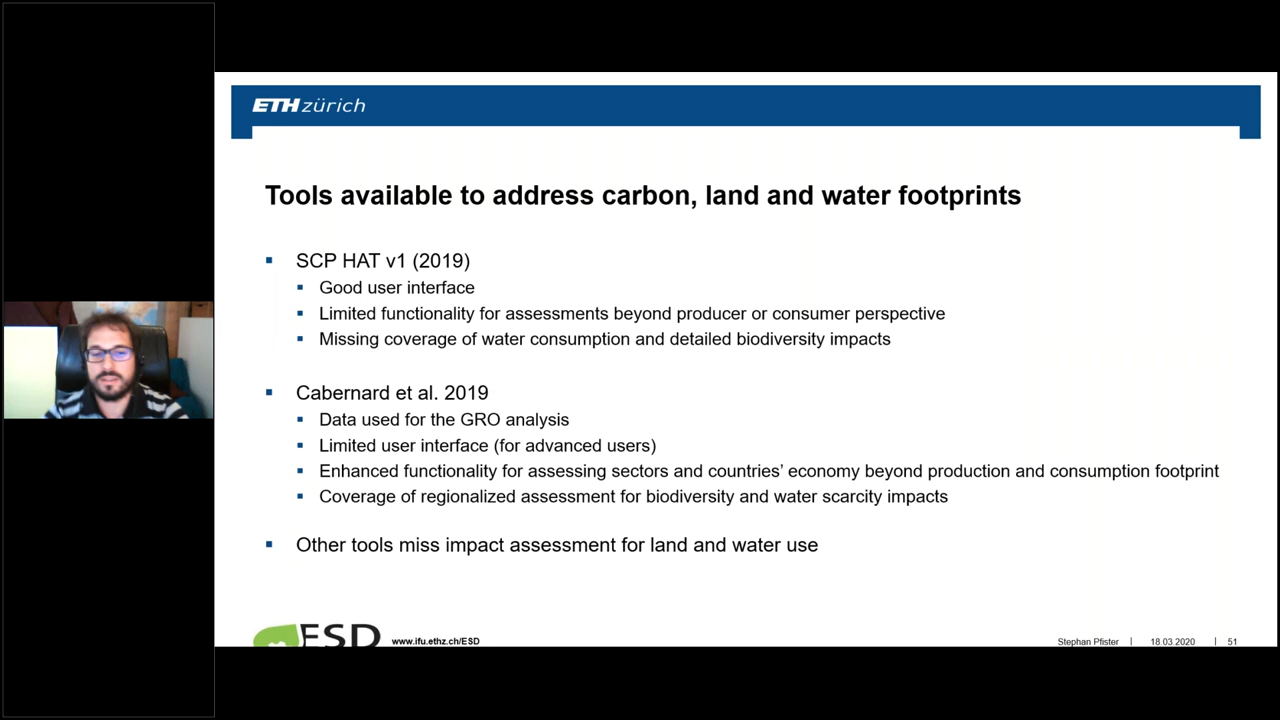 ETH zürich
Tools available to address carbon, land and water footprints
SCP HAT v1 (2019)
Good user interface
Limited functionality for assessments beyond producer or consumer perspective
Missing coverage of water consumption and detailed biodiversity impacts
Cabernard et al. 2019
Data used for the GRO analysis
Limited user interface (for advanced users)
Enhanced functionality for assessing sectors and countries' economy beyond production and consumption footprint
Coverage of regionalized assessment for biodiversity and water scarcity impacts
Other tools miss impact assessment for land and water use
ESD www.ifu.ethz.ch/ESD Stephan Pfister | 18.03.2020 | 51